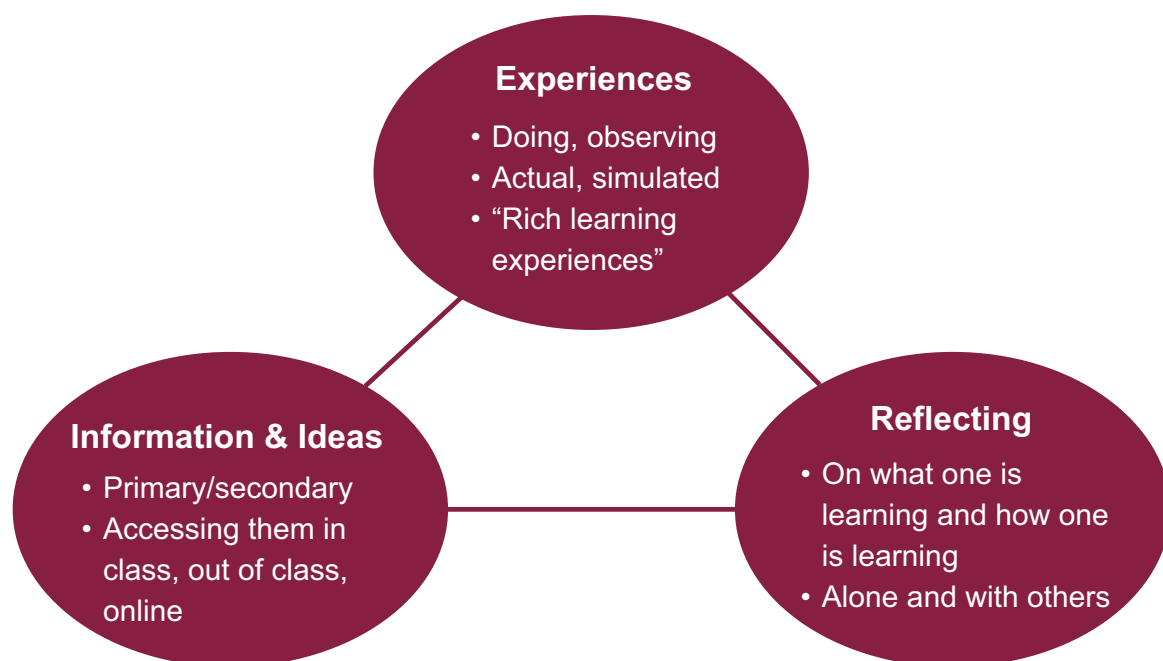 Experiences
• Doing, observing
• Actual, simulated
• “Rich learning
experiences”
Information & Ideas
• Primary/secondary
• Accessing them in
class, out of class,
online
Reflecting
• On what one is
learning and how one
is learning
• Alone and with others